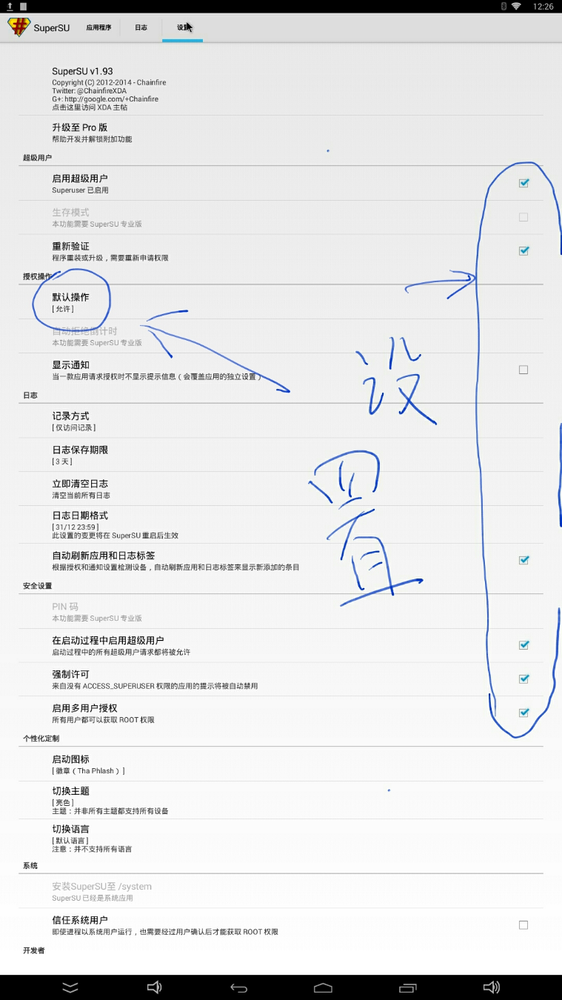 12:26
SuperSU
应用程序
日志
设置
SuperSU v1.93
Copyright (C) 2012-2014 - Chainfire
Twitter: @ChainfireXDA
G+: http://google.com/+Chainfire
点击这里访问 XDA 主帖
升级至 Pro 版
帮助开发并解锁附加功能
超级用户
启用超级用户
Superuser 已启用
生存模式
本功能需要 SuperSU 专业版
重新验证
程序重装或升级，需要重新申请权限
授权操作
默认操作
[ 允许 ]
自动拒绝倒计时
本功能需要 SuperSU 专业版
显示通知
当一款应用请求授权时不显示提示信息（会覆盖应用的独立设置）
设
置
日志
记录方式
[ 仅访问记录 ]
日志保存期限
[ 3 天 ]
立即清空日志
清空当前所有日志
日志日期格式
[ 31/12 23:59 ]
此设置的变更将在 SuperSU 重启后生效
自动刷新应用和日志标签
根据授权和通知设置检测设备，自动刷新应用和日志标签来显示新添加的条目
安全设置
PIN 码
本功能需要 SuperSU 专业版
在启动过程中启用超级用户
启动过程中的所有超级用户请求都将被允许
强制许可
来自没有 ACCESS_SUPERUSER 权限的应用的提示将被自动禁用
启用多用户授权
所有用户都可以获取 ROOT 权限
个性化定制
启动图标
[ 徽章（Tha Phlash）]
切换主题
[ 亮色 ]
主题：并非所有主题都支持所有设备
切换语言
[ 默认语言 ]
注意：并不支持所有语言
系统
安装SuperSU至 /system
SuperSU 已经是系统应用
信任系统用户
即使进程以系统用户运行，也需要经过用户确认后才能获取 ROOT 权限
开发者